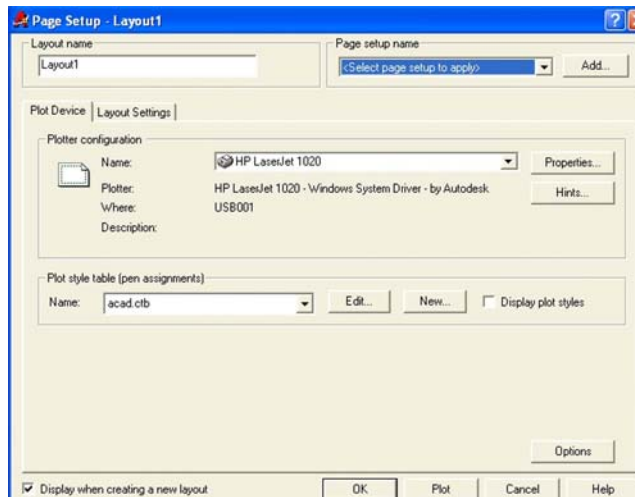 Page Setup - Layout1
Layout name
Page setup name
Layout1
<Select page setup to apply>
Add...
Plot Device
Layout Settings
Plotter configuration
Name:
HP LaserJet 1020
Properties...
Plotter:
HP LaserJet 1020 - Windows System Driver - by Autodesk
Hints...
Where:
USB001
Description:
Plot style table (pen assignments)
Name:
acad.ctb
Edit...
New...
Display plot styles
Options
Display when creating a new layout
OK
Plot
Cancel
Help